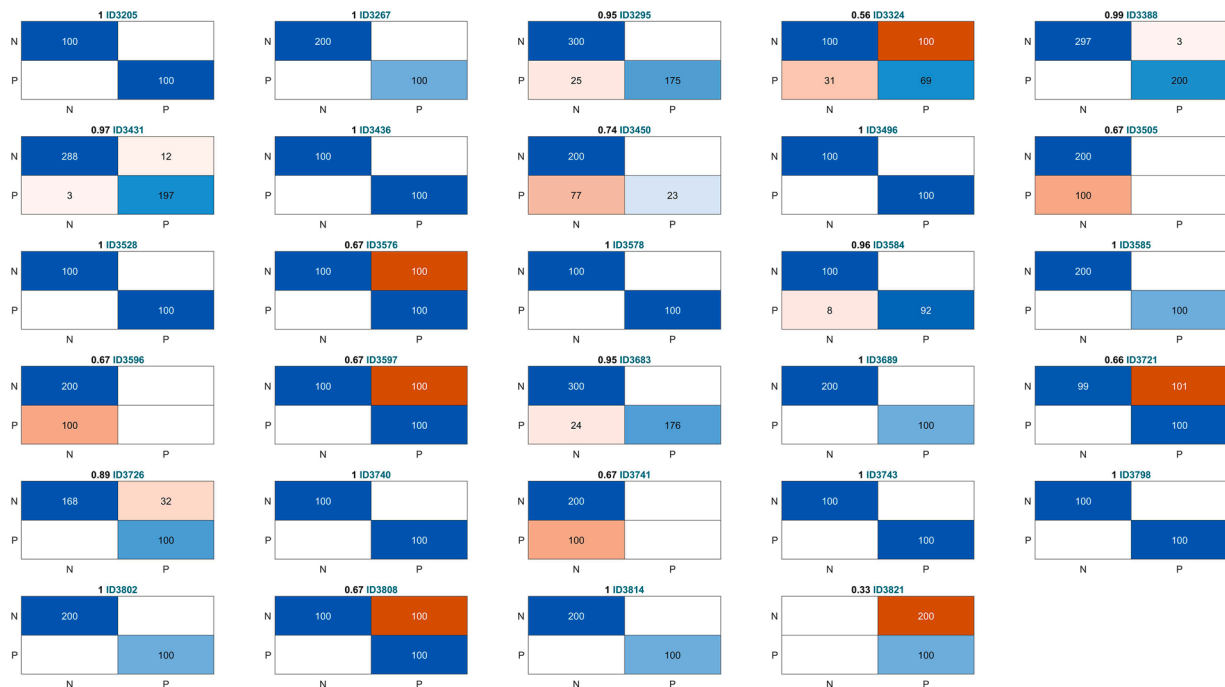 1 ID3205 1 ID3267 0.95 ID3295 0.56 ID3324 0.99 ID3388
N 100 N 200 N 300 N 100 100 N 297 3
P 100 P 100 P 25 175 P 31 69 P 200
N P N P N P N P N P
0.97 ID3431 1 ID3436 0.74 ID3450 1 ID3496 0.67 ID3505
N 288 12 N 100 N 200 N 100 N 200
P 3 197 P 100 P 77 23 P 100 P 100
N P N P N P N P N P
1 ID3528 0.67 ID3576 1 ID3578 0.96 ID3584 1 ID3585
N 100 N 100 100 N 100 N 100 N 200
P 100 P 100 P 100 P 8 92 P 100
N P N P N P N P N P
0.67 ID3596 0.67 ID3597 0.95 ID3683 1 ID3689 0.66 ID3721
N 200 N 100 100 N 300 N 200 N 99 101
P 100 P 100 P 24 176 P 100 P 100
N P N P N P N P N P
0.89 ID3726 1 ID3740 0.67 ID3741 1 ID3743 1 ID3798
N 168 32 N 100 N 200 N 100 N 100
P 100 P 100 P 100 P 100 P 100
N P N P N P N P N P
1 ID3802 0.67 ID3808 1 ID3814 0.33 ID3821
N 200 N 100 100 N 200 N 200
P 100 P 100 P 100 P 100
N P N P N P N P